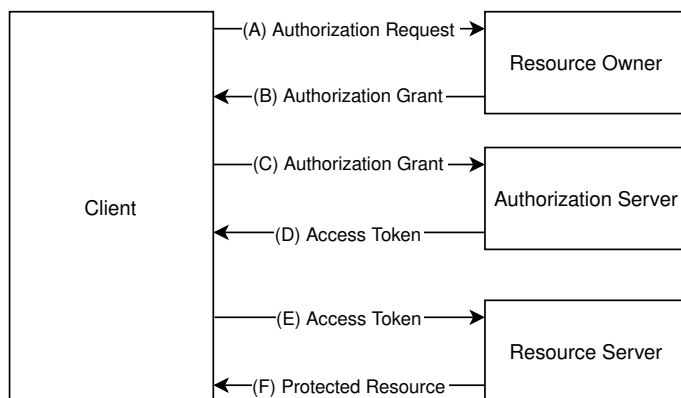 (A) Authorization Request
Resource Owner
(B) Authorization Grant
(C) Authorization Grant
Client
Authorization Server
(D) Access Token
(E) Access Token
Resource Server
(F) Protected Resource